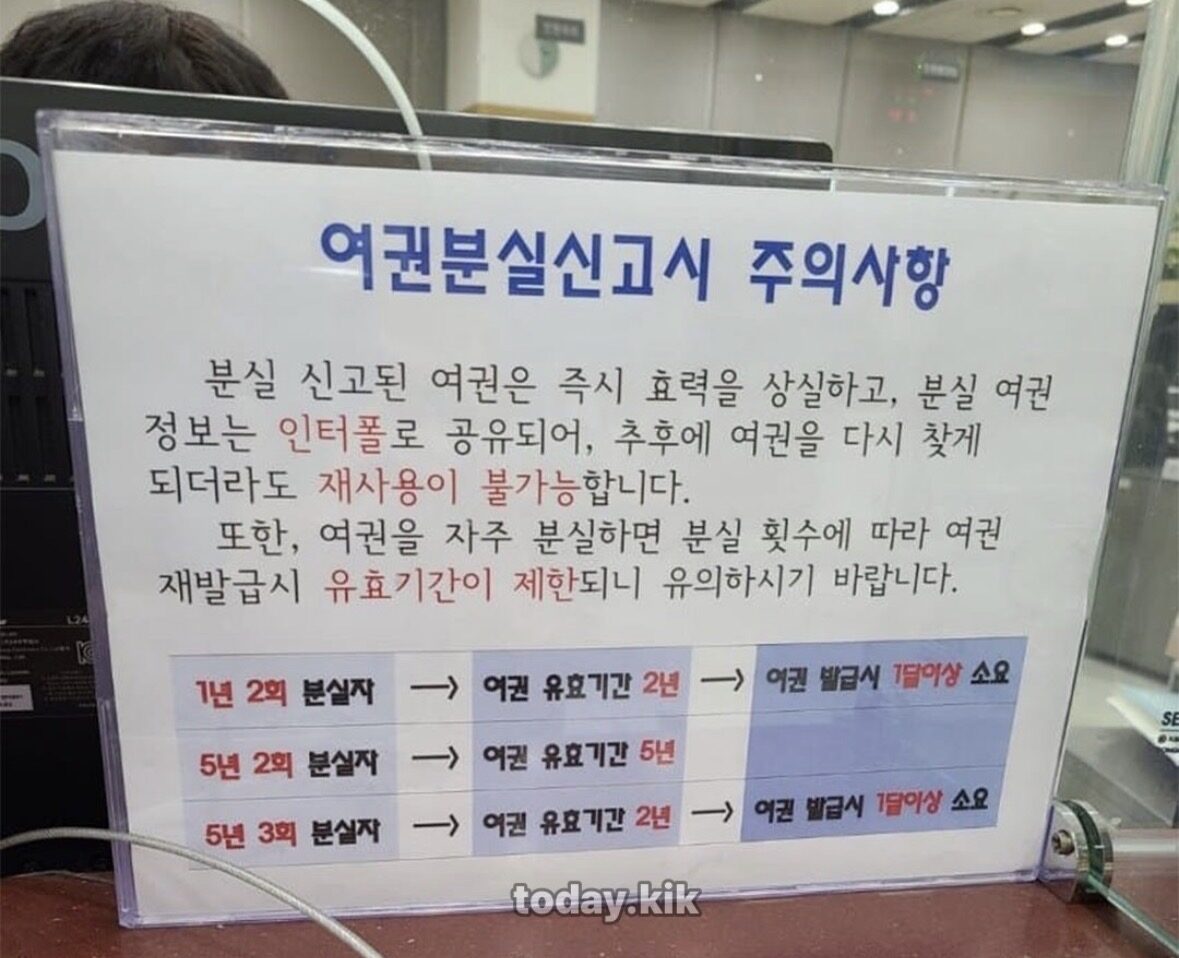 여권분실신고시 주의사항
분실 신고된 여권은 즉시 효력을 상실하고, 분실 여권
정보는 인터폴로 공유되어, 추후에 여권을 다시 찾게
되더라도 재사용이 불가능합니다.
또한, 여권을 자주 분실하면 분실 횟수에 따라 여권
재발급시 유효기간이 제한되니 유의하시기 바랍니다.
1년 2회 분실자 → 여권 유효기간 2년 → 여권 발급시 1달이상 소요
5년 2회 분실자 → 여권 유효기간 5년
5년 3회 분실자 → 여권 유효기간 2년 → 여권 발급시 1달이상 소요
L24
SE
today.kik